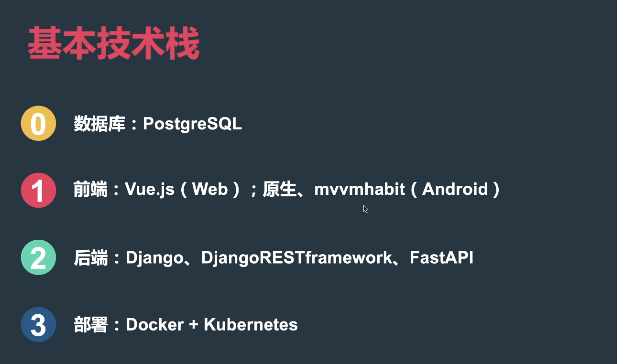 基本技术栈
0 数据库：PostgreSQL
1 前端：Vue.js（Web）；原生、mvvmhabit（Android）
2 后端：Django、DjangoRESTframework、FastAPI
3 部署：Docker + Kubernetes